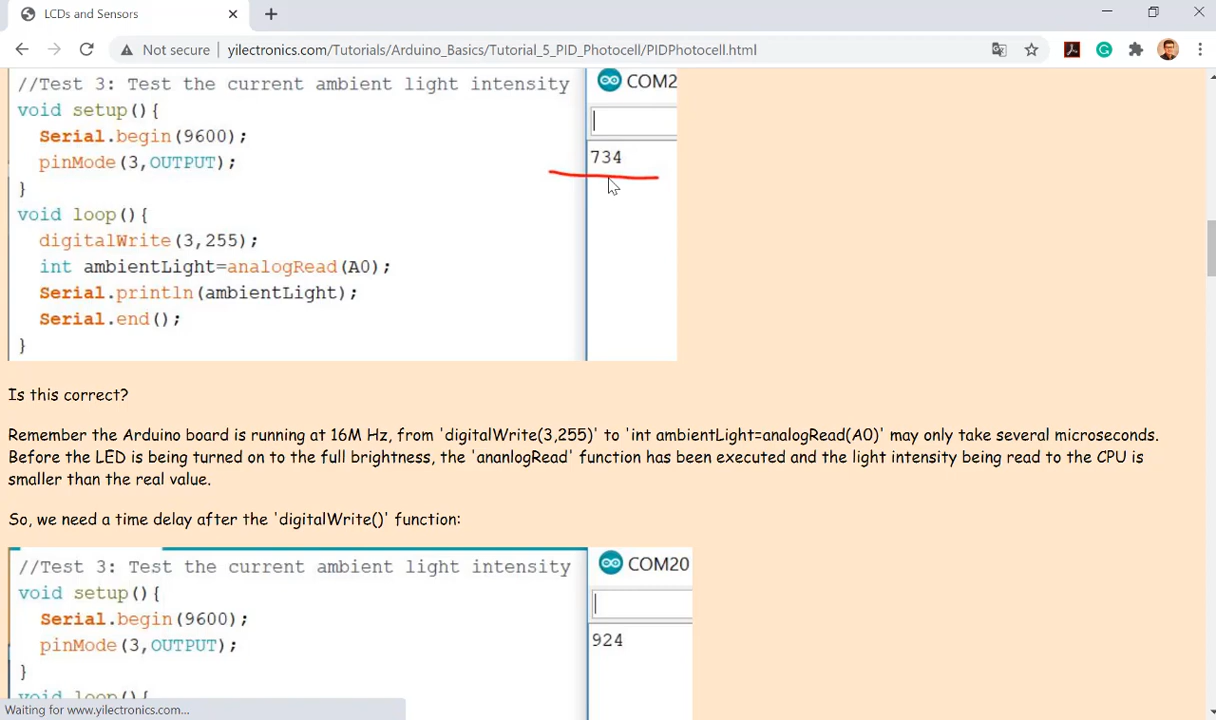 LCDs and Sensors
Not secure
yilectronics.com/Tutorials/Arduino_Basics/Tutorial_5_PID_Photocell/PIDPhotocell.html
//Test 3: Test the current ambient light intensity
void setup(){
Serial.begin(9600);
pinMode(3,OUTPUT);
}
void loop(){
digitalWrite(3,255);
int ambientLight=analogRead(A0);
Serial.println(ambientLight);
Serial.end();
}
COM2
734
Is this correct?
Remember the Arduino board is running at 16M Hz, from 'digitalWrite(3,255)' to 'int ambientLight=analogRead(A0)' may only take several microseconds.
Before the LED is being turned on to the full brightness, the 'ananlogRead' function has been executed and the light intensity being read to the CPU is
smaller than the real value.
So, we need a time delay after the 'digitalWrite()' function:
//Test 3: Test the current ambient light intensity
void setup(){
Serial.begin(9600);
pinMode(3,OUTPUT);
}
void loop(){
COM20
924
Waiting for www.yilectronics.com...